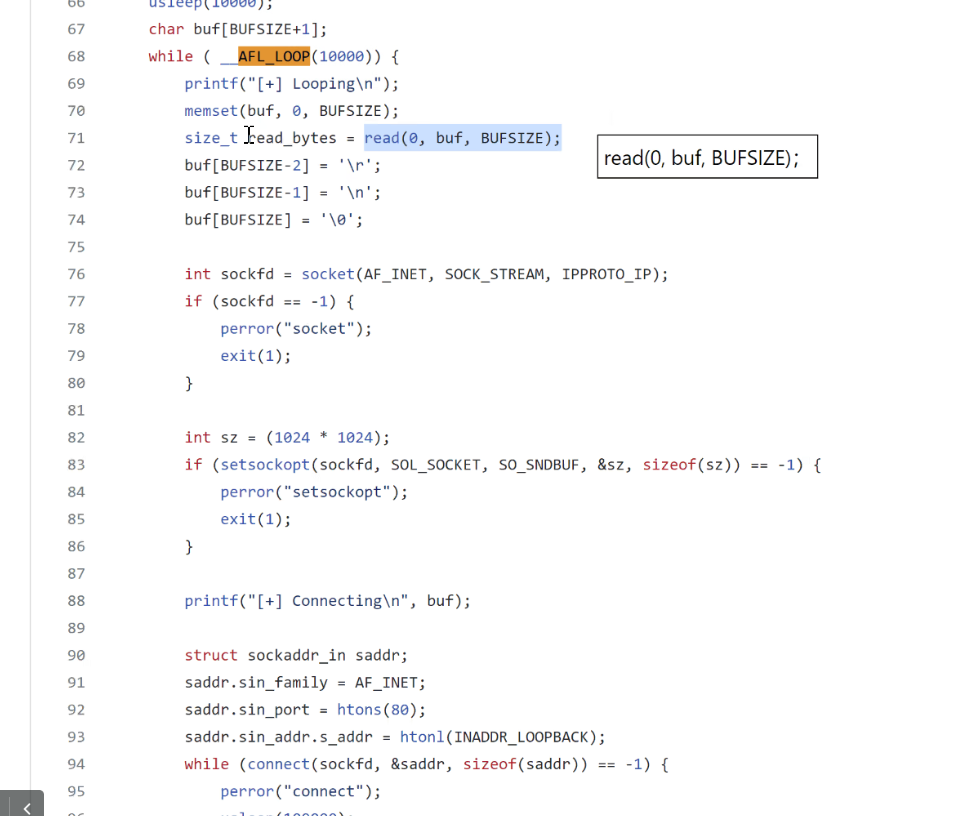 66 usleep(10000);
67 char buf[BUFSIZE+1];
68 while ( __AFL_LOOP(10000)) {
69 printf("[+] Looping\n");
70 memset(buf, 0, BUFSIZE);
71 size_t read_bytes = read(0, buf, BUFSIZE);
read(0, buf, BUFSIZE);
72 buf[BUFSIZE-2] = '\r';
73 buf[BUFSIZE-1] = '\n';
74 buf[BUFSIZE] = '\0';
75
76 int sockfd = socket(AF_INET, SOCK_STREAM, IPPROTO_IP);
77 if (sockfd == -1) {
78 perror("socket");
79 exit(1);
80 }
81
82 int sz = (1024 * 1024);
83 if (setsockopt(sockfd, SOL_SOCKET, SO_SNDBUF, &sz, sizeof(sz)) == -1) {
84 perror("setsockopt");
85 exit(1);
86 }
87
88 printf("[+] Connecting\n", buf);
89
90 struct sockaddr_in saddr;
91 saddr.sin_family = AF_INET;
92 saddr.sin_port = htons(80);
93 saddr.sin_addr.s_addr = htonl(INADDR_LOOPBACK);
94 while (connect(sockfd, &saddr, sizeof(saddr)) == -1) {
95 perror("connect");